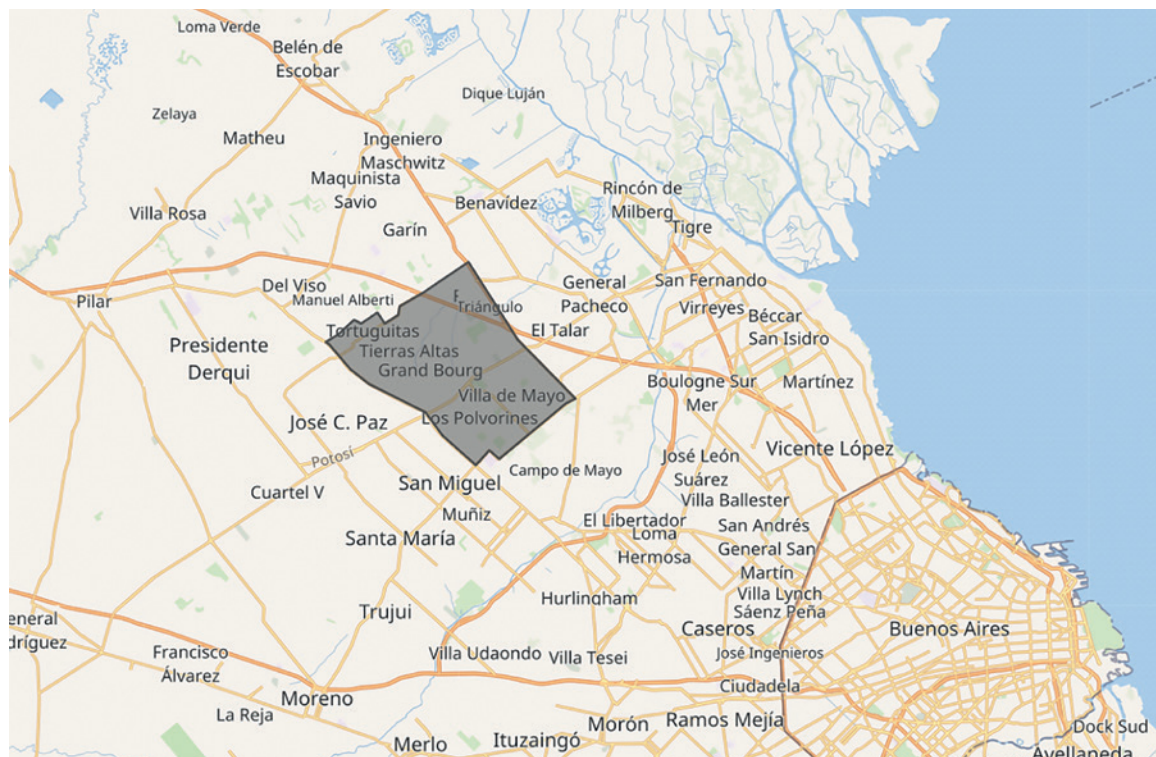 Loma Verde
Belén de
Escobar
Dique Luján
Zelaya
Matheu
Ingeniero
Maschwitz
Maquinista
Savio
Villa Rosa
Benavídez
Rincón de
Milberg
Tigre
Garín
Pilar
Del Viso
Manuel Alberti
Triángulo
General
Pacheco
San Fernando
Virreyes
Béccar
San Isidro
Tortuguitas
El Talar
Presidente
Derqui
Tierras Altas
Grand Bourg
Villa de Mayo
Los Polvorines
Boulogne Sur
Mer
Martínez
José C. Paz
Potosí
Vicente López
San Miguel
Campo de Mayo
José León
Suárez
Cuartel V
Villa Ballester
Muñiz
El Libertador
Loma
Hermosa
San Andrés
General San
Martín
Santa María
Villa Lynch
Sáenz Peña
Hurlingham
Trujui
Caseros
Buenos Aires
eneral
dríguez
Francisco
Álvarez
Villa Udaondo
Villa Tesei
José Ingenieros
Ciudadela
Moreno
La Reja
Morón
Ramos Mejía
Merlo
Ituzaingó
Dock Sud
Avellaneda